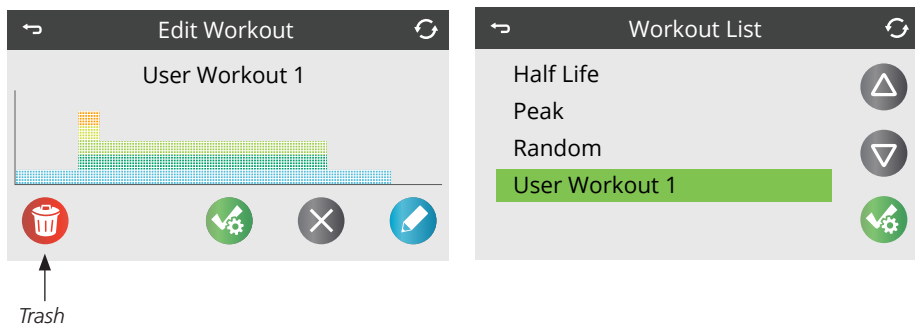 Edit Workout
User Workout 1
Trash
Workout List
Half Life
Peak
Random
User Workout 1